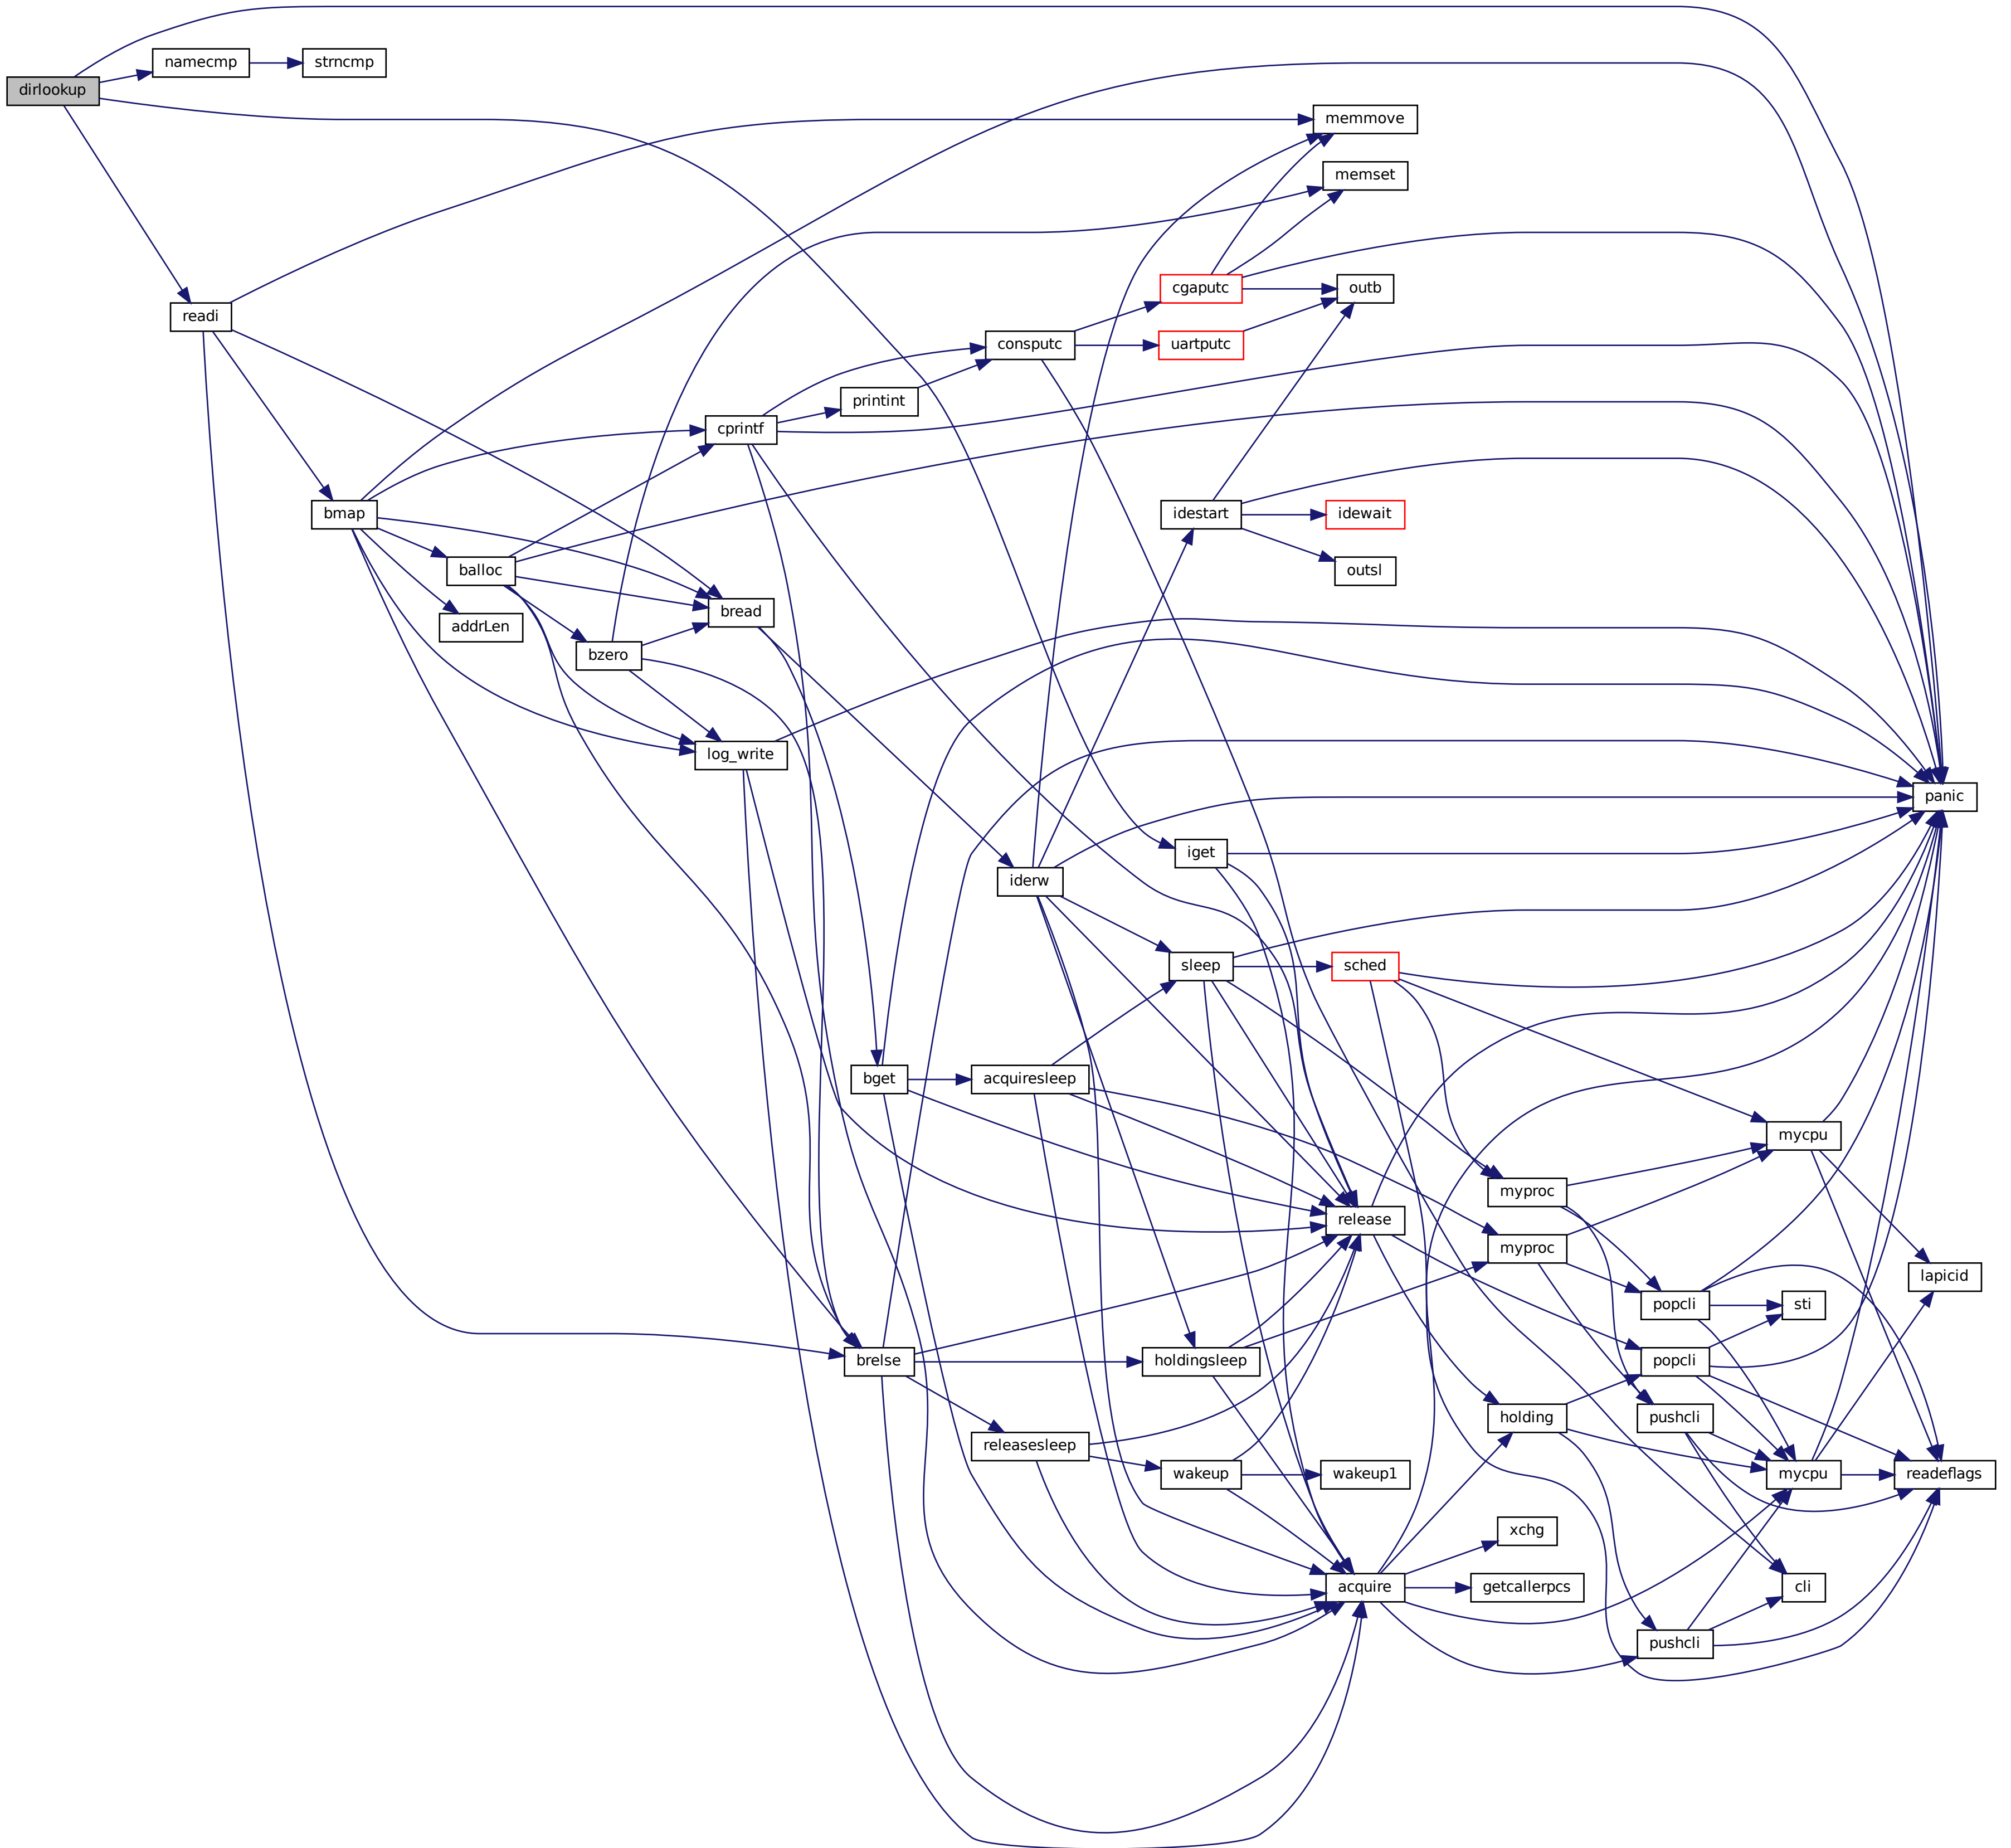 dirlookup
namecmp
strncmp
readi
bmap
balloc
addrLen
bzero
cprintf
bread
log_write
printint
consputc
cgaputc
uartputc
memmove
memset
outb
idestart
idewait
outsl
iget
iderw
sleep
sched
bget
acquiresleep
brelse
holdingsleep
releasesleep
wakeup
wakeup1
release
acquire
xchg
getcallerpcs
holding
myproc
myproc
popcli
popcli
pushcli
pushcli
mycpu
mycpu
sti
cli
panic
lapicid
readeflags